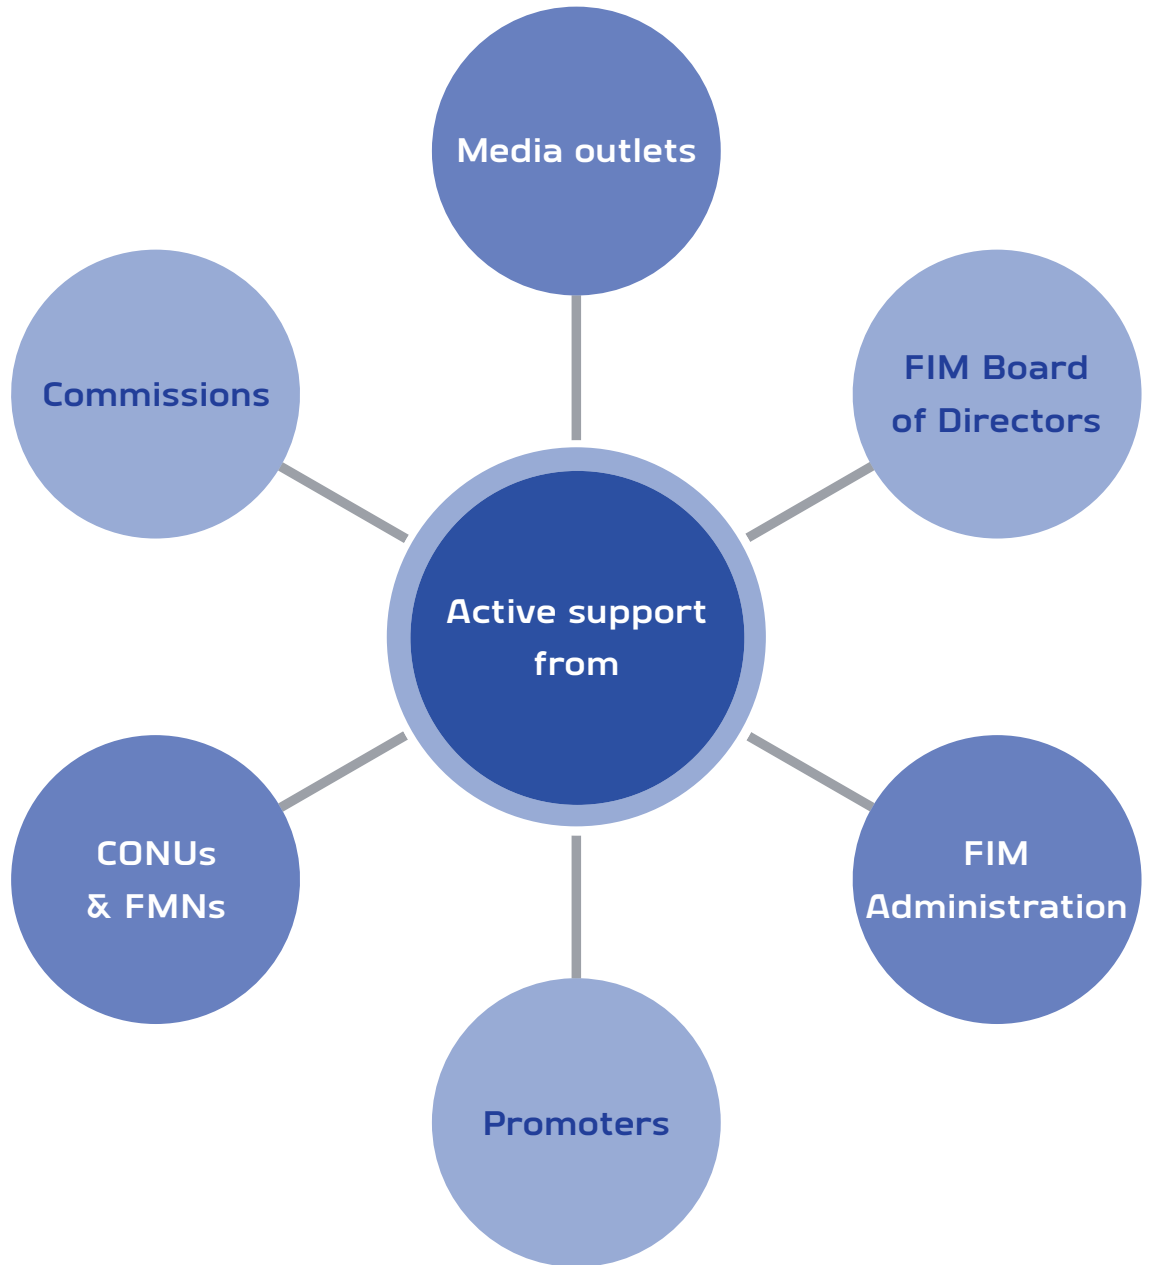 Media outlets
Commissions
FIM Board
of Directors
Active support
from
CONUs
& FMNs
FIM
Administration
Promoters